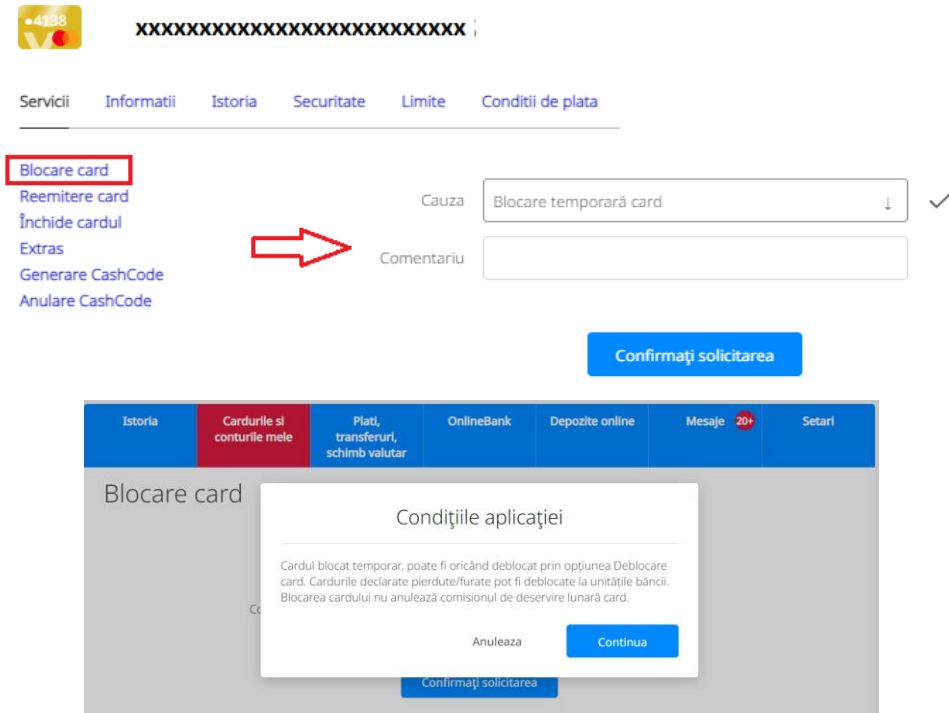 •4138
xxxxxxxxxxxxxxxxxxxxxxxxxx
Servicii Informatii Istoria Securitate Limite Conditii de plata
Blocare card
Reemitere card
Închide cardul
Extras
Generare CashCode
Anulare CashCode
Cauza Blocare temporară card ↓
Comentariu
Confirmați solicitarea
Istoria Cardurile si conturile mele Plati, transferuri, schimb valutar OnlineBank Depozite online Mesaje 20+ Setari
Blocare card
Condițiile aplicației
Cardul blocat temporar, poate fi oricând deblocat prin opțiunea Deblocare
card. Cardurile declarate pierdute/furate pot fi deblocate la unitățile băncii.
Blocarea cardului nu anulează comisionul de deservire lunară card.
Anuleaza Continua
Confirmați solicitarea